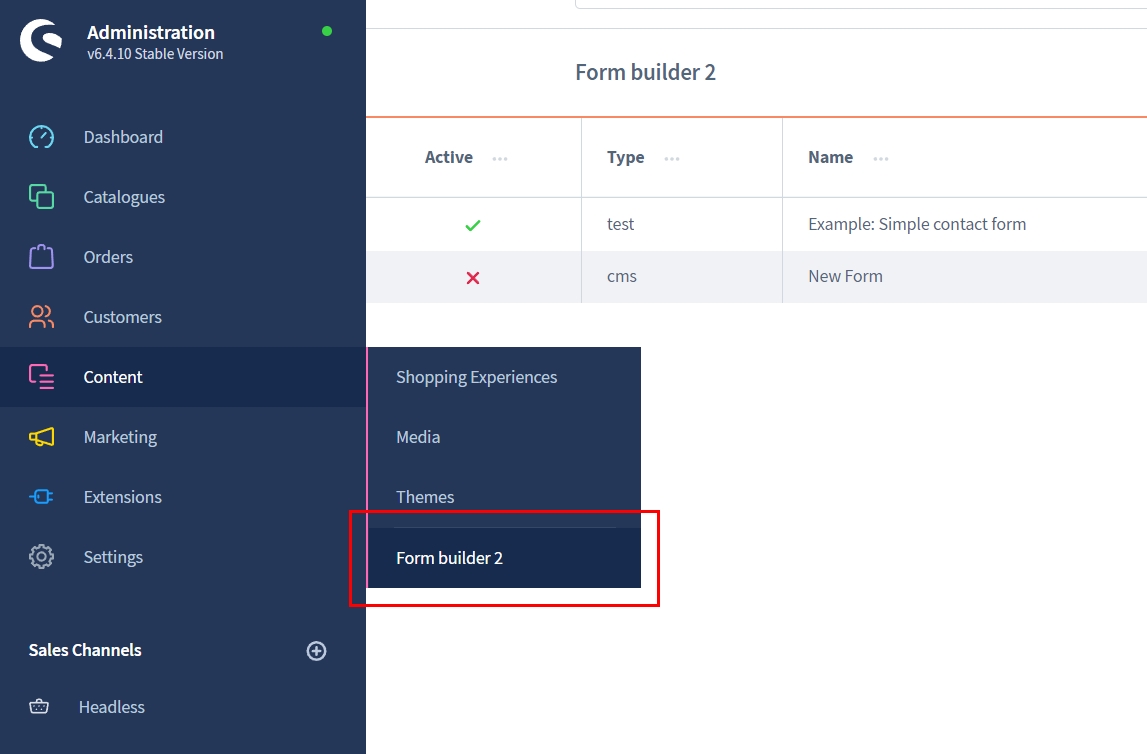 Administration
v6.4.10 Stable Version
Dashboard
Catalogues
Orders
Customers
Content
Marketing
Extensions
Settings
Sales Channels
Headless
Form builder 2
Active ... Type ... Name ...
test Example: Simple contact form
cms New Form
Shopping Experiences
Media
Themes
Form builder 2